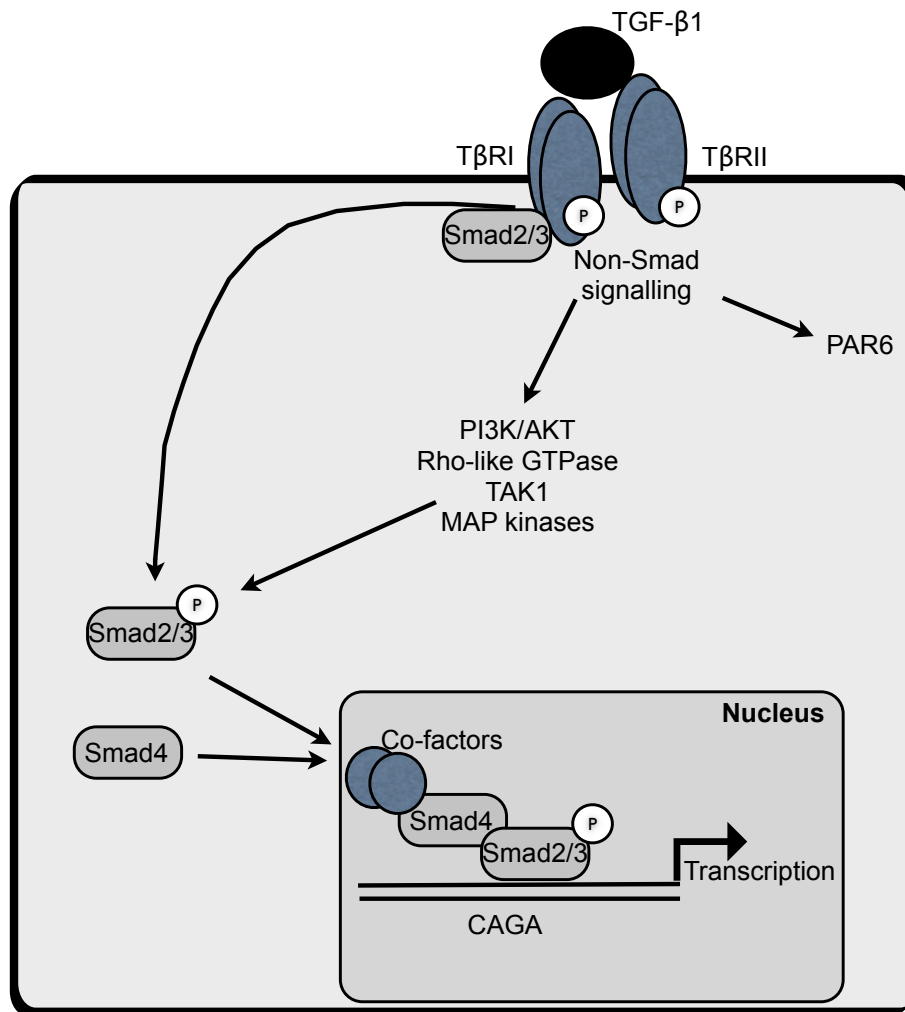 TGF-β1
TβRI
TβRII
P
P
Smad2/3
Non-Smad
signalling
PAR6
PI3K/AKT
Rho-like GTPase
TAK1
MAP kinases
P
Smad2/3
Smad4
Nucleus
Co-factors
Smad4
P
Smad2/3
Transcription
CAGA